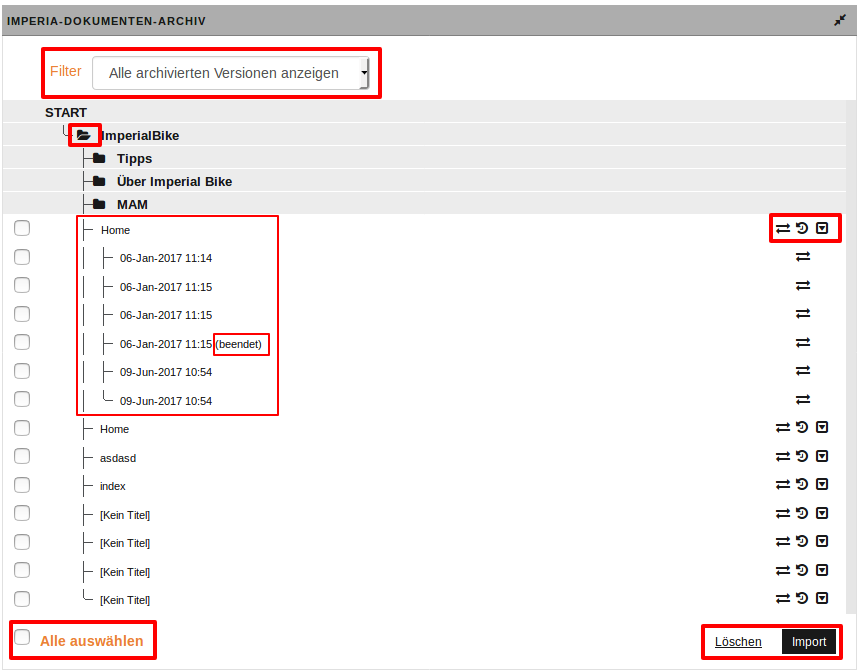 IMPERIA-DOKUMENTEN-ARCHIV
Filter Alle archivierten Versionen anzeigen
START
ImperialBike
Tipps
Über Imperial Bike
MAM
Home
06-Jan-2017 11:14
06-Jan-2017 11:15
06-Jan-2017 11:15
06-Jan-2017 11:15 (beendet)
09-Jun-2017 10:54
09-Jun-2017 10:54
Home
asdasd
index
[Kein Titel]
[Kein Titel]
[Kein Titel]
[Kein Titel]
Alle auswählen Löschen Import